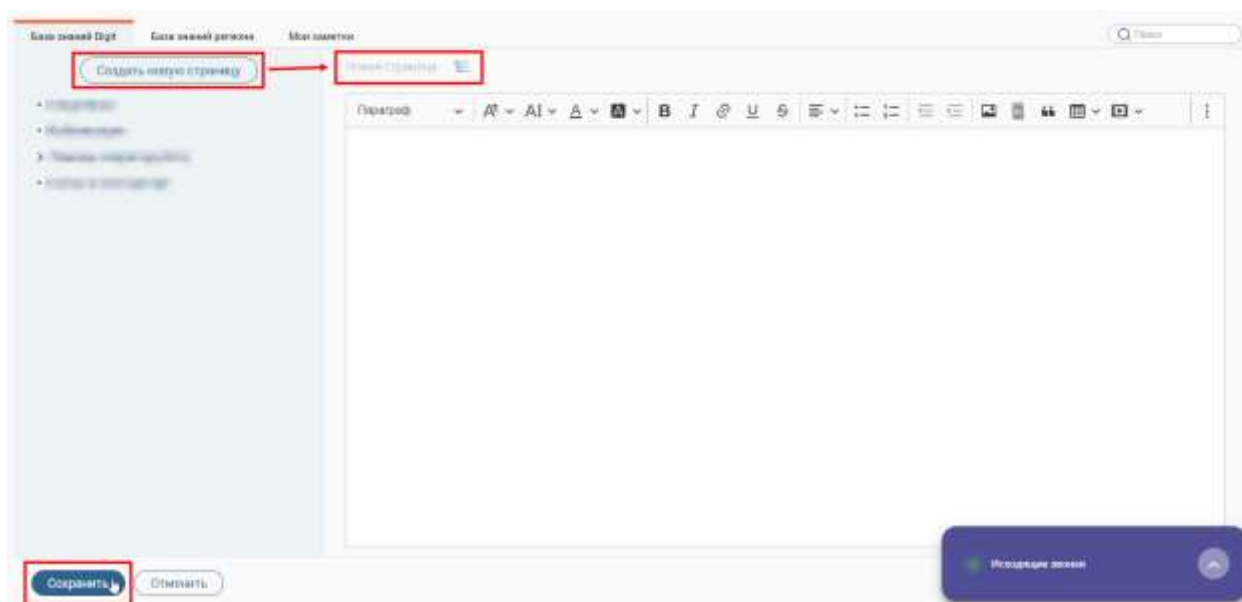 База знаний Digit База знаний региона Мои заметки Поиск
Создать новую страницу Новая страница
Параграф
Сохранить Отменить
Исходящие звонки